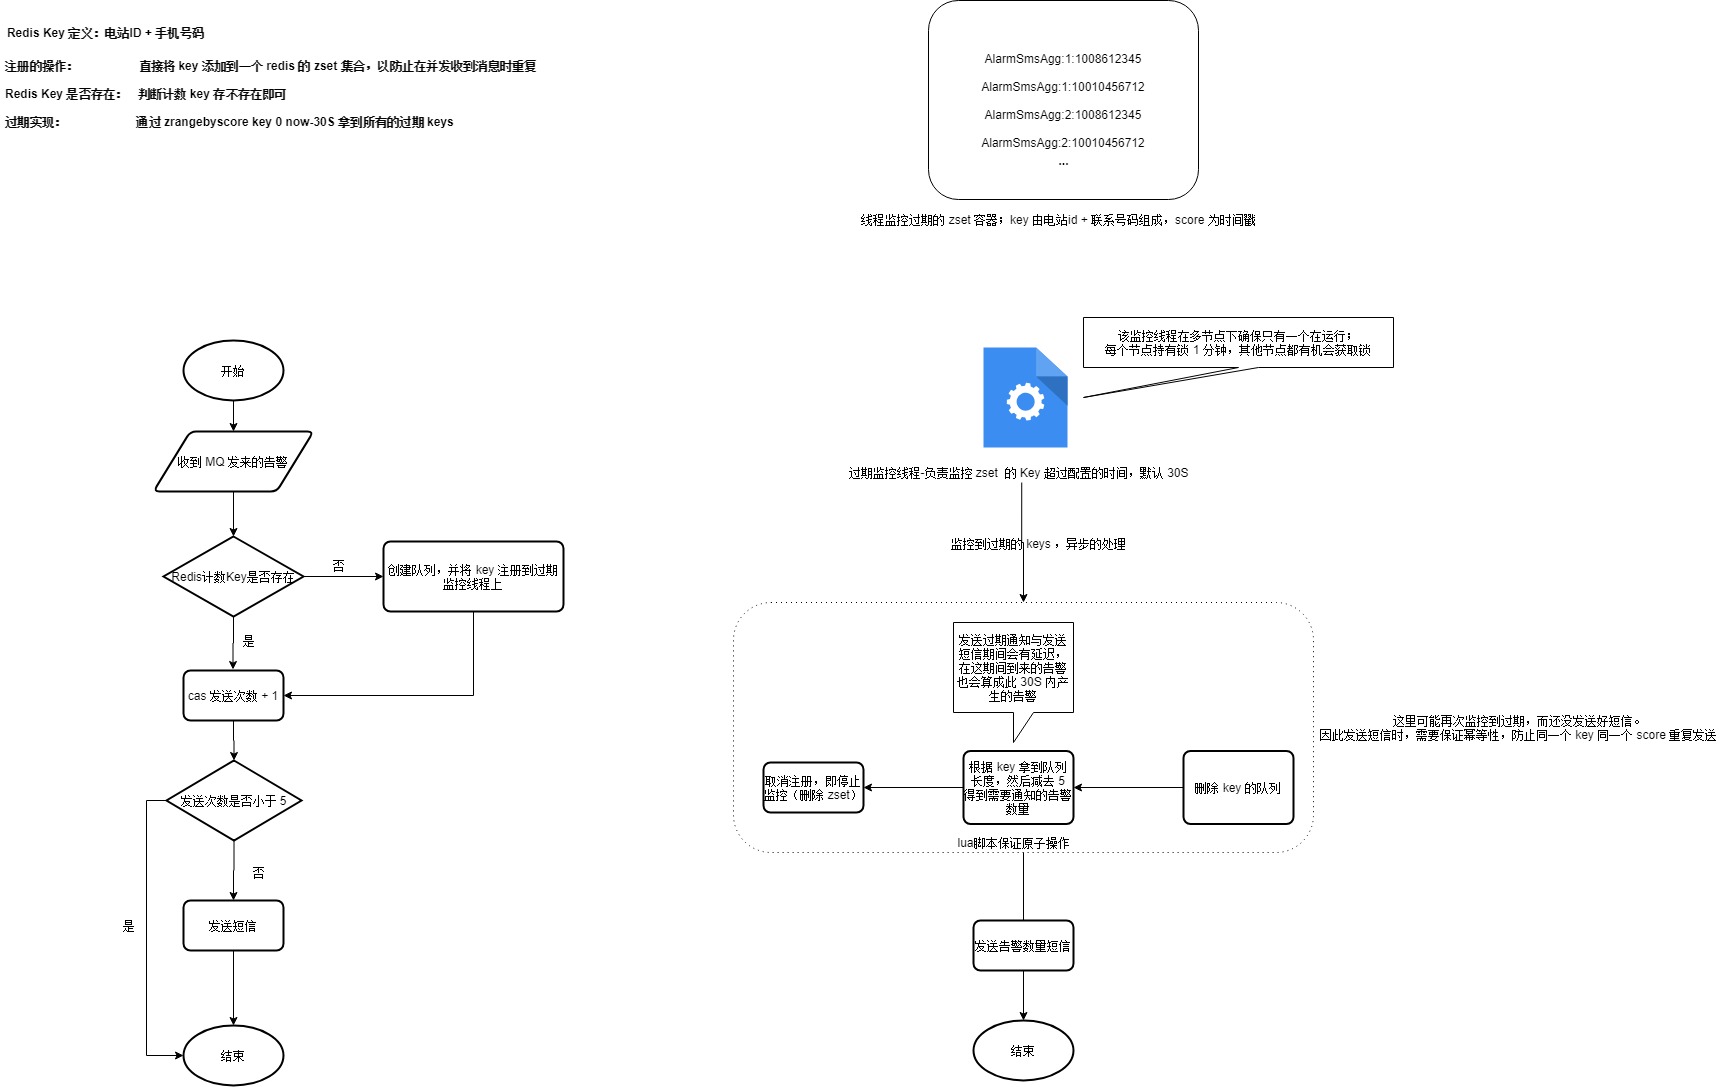 Redis Key 定义：电站ID + 手机号码
注册的操作： 直接将 key 添加到一个 redis 的 zset 集合，以防止在并发收到消息时重复
Redis Key 是否存在： 判断计数 key 存不存在即可
过期实现： 通过 zrangebyscore key 0 now-30S 拿到所有的过期 keys
AlarmSmsAgg:1:1008612345
AlarmSmsAgg:1:10010456712
AlarmSmsAgg:2:1008612345
AlarmSmsAgg:2:10010456712
...
线程监控过期的 zset 容器；key 由电站id + 联系号码组成，score 为时间戳
开始
收到 MQ 发来的告警
Redis计数Key是否存在
否
创建队列，并将 key 注册到过期
监控线程上
是
cas 发送次数 + 1
发送次数是否小于 5
否
是
发送短信
结束
该监控线程在多节点下确保只有一个在运行；
每个节点持有锁 1 分钟，其他节点都有机会获取锁
过期监控线程-负责监控 zset 的 Key 超过配置的时间，默认 30S
监控到过期的 keys ，异步的处理
发送过期通知与发送
短信期间会有延迟，
在这期间到来的告警
也会算成此 30S 内产
生的告警
取消注册，即停止
监控（删除 zset）
根据 key 拿到队列
长度，然后减去 5
得到需要通知的告警
数量
删除 key 的队列
lua脚本保证原子操作
这里可能再次监控到过期，而还没发送好短信。
因此发送短信时，需要保证幂等性，防止同一个 key 同一个 score 重复发送
发送告警数量短信
结束